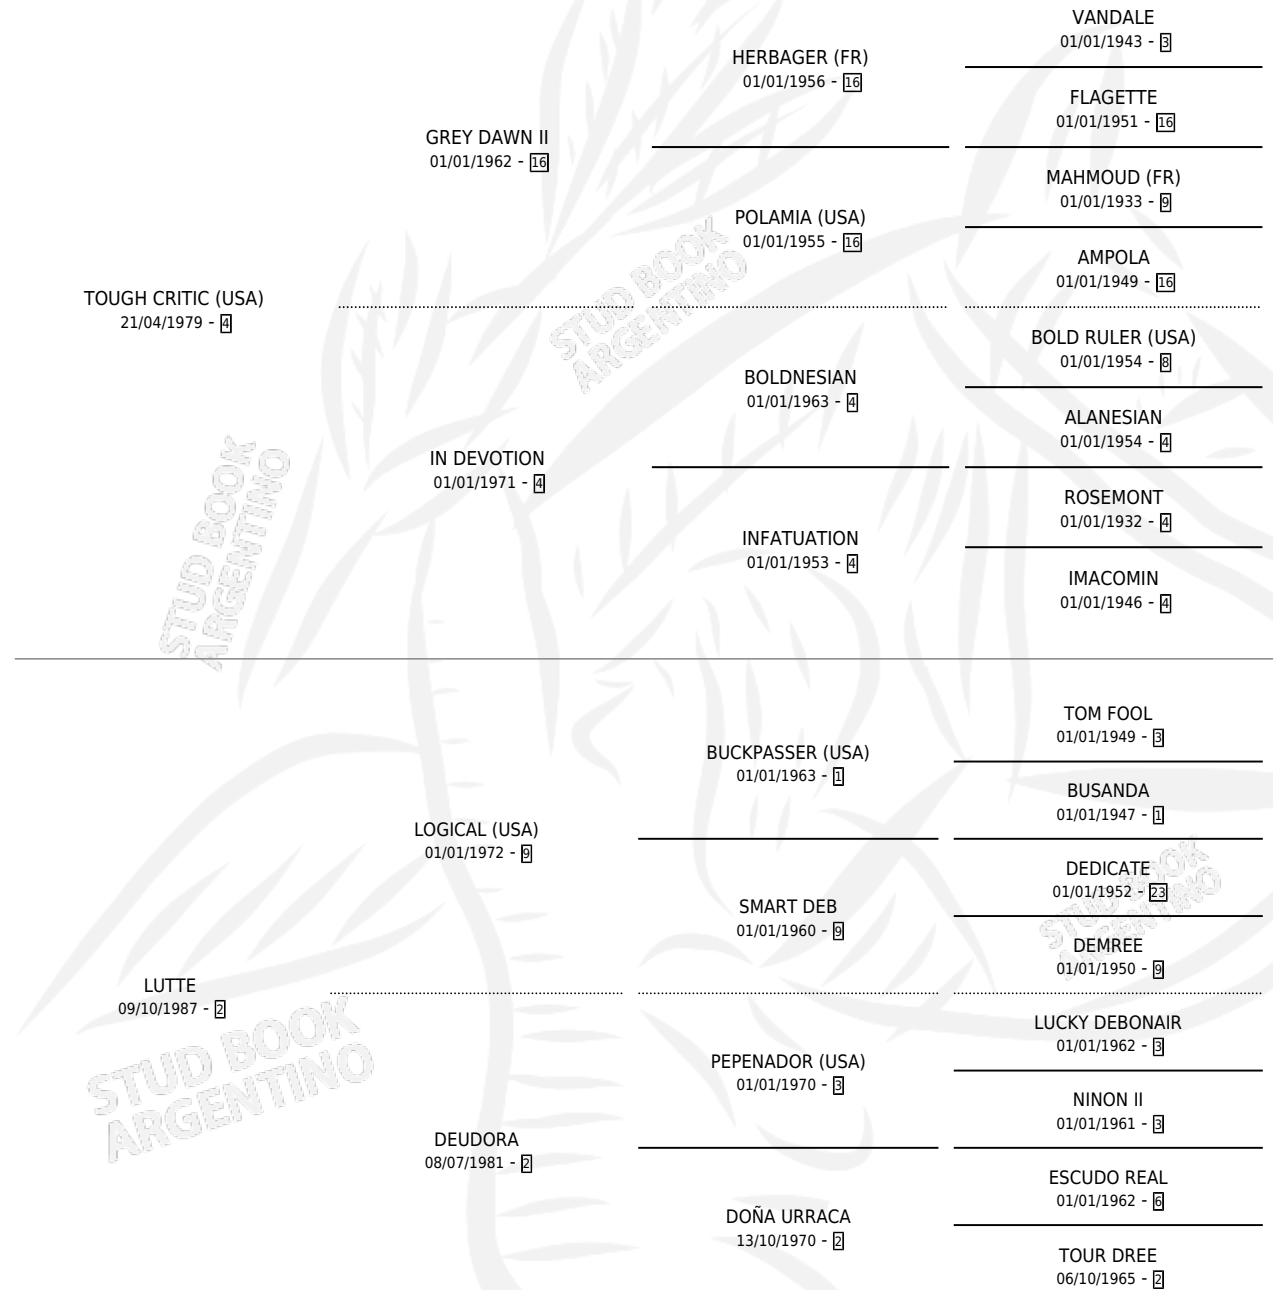 VANDALE
01/01/1943 - 3
HERBAGER (FR)
01/01/1956 - 16
FLAGETTE
01/01/1951 - 16
GREY DAWN II
01/01/1962 - 16
MAHMOUD (FR)
01/01/1933 - 9
POLAMIA (USA)
01/01/1955 - 16
AMPOLA
01/01/1949 - 16
TOUGH CRITIC (USA)
21/04/1979 - 4
STUD BOOK
ARGENTINO
BOLD RULER (USA)
01/01/1954 - 8
BOLDNESIAN
01/01/1963 - 4
ALANESIAN
01/01/1954 - 4
IN DEVOTION
01/01/1971 - 4
ROSEMONT
01/01/1932 - 4
INFATUATION
01/01/1953 - 4
IMACOMIN
01/01/1946 - 4
STUD BOOK
ARGENTINO
TOM FOOL
01/01/1949 - 3
BUCKPASSER (USA)
01/01/1963 - 1
BUSANDA
01/01/1947 - 1
LOGICAL (USA)
01/01/1972 - 9
DEDICATE
01/01/1952 - 23
SMART DEB
01/01/1960 - 9
STUD BOOK
ARGENTINO
DEMREE
01/01/1950 - 9
LUTTE
09/10/1987 - 2
STUD BOOK
ARGENTINO
LUCKY DEBONAIR
01/01/1962 - 3
PEPENADOR (USA)
01/01/1970 - 3
NINON II
01/01/1961 - 3
DEUDORA
08/07/1981 - 2
ESCUDO REAL
01/01/1962 - 6
DOÑA URRACA
13/10/1970 - 2
TOUR DREE
06/10/1965 - 2